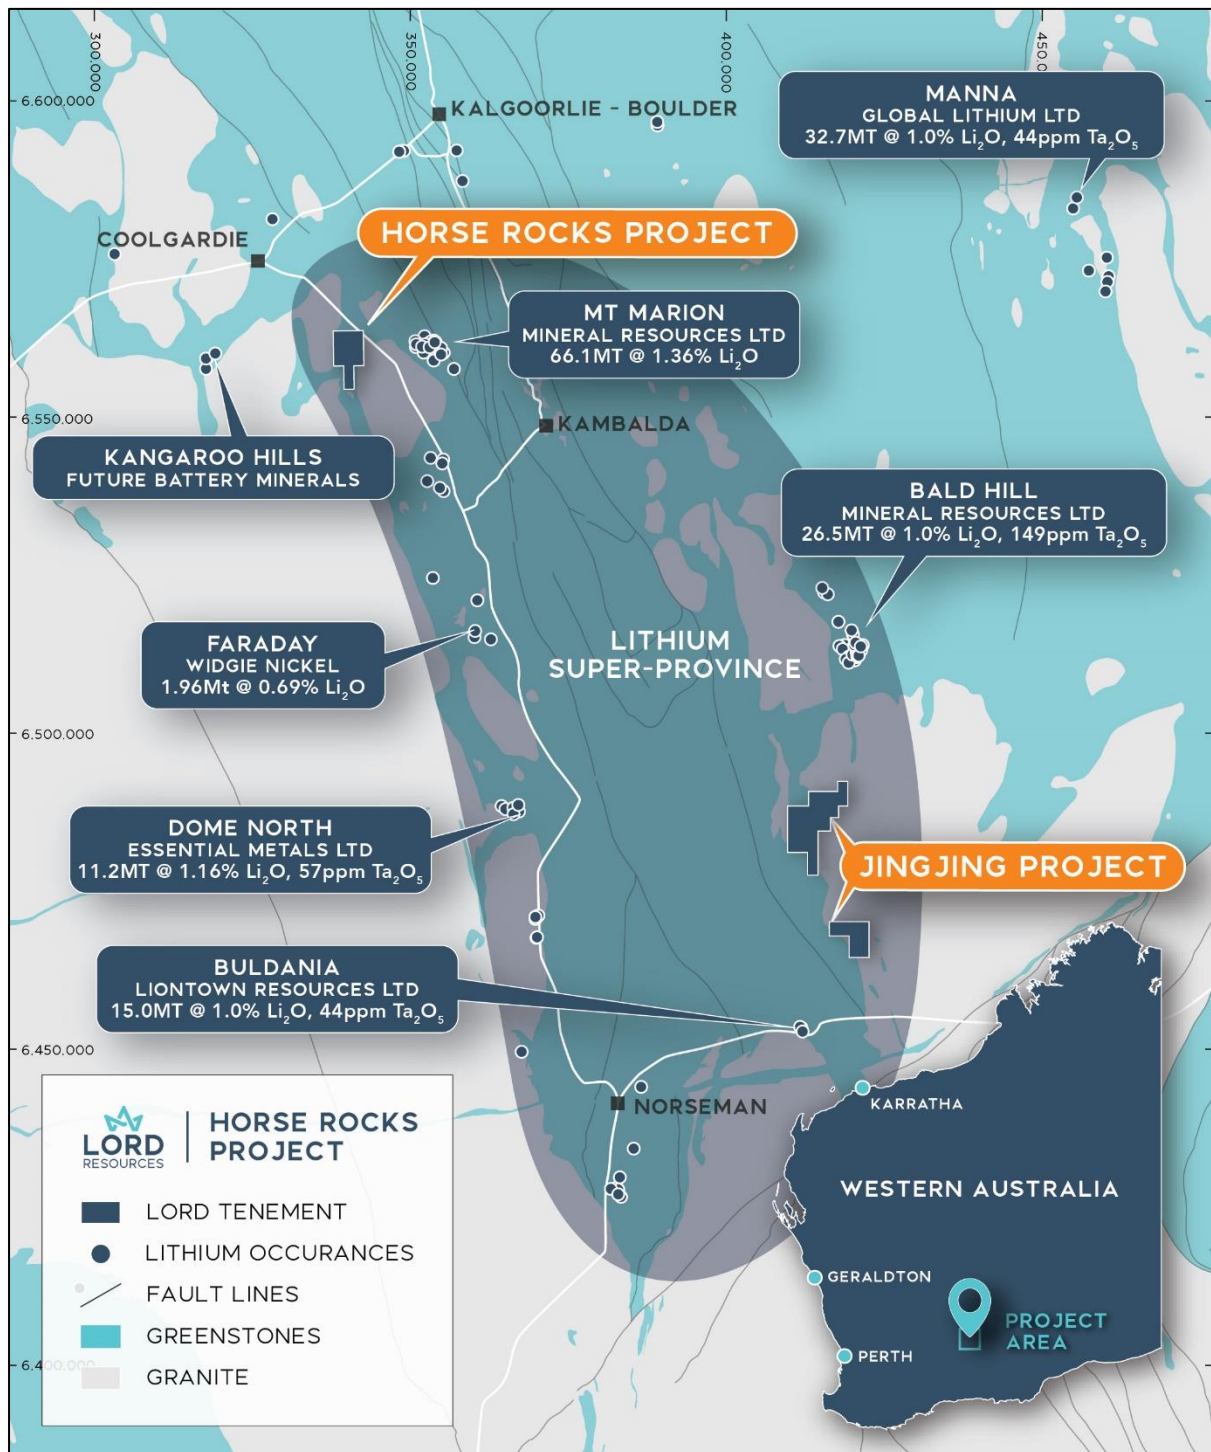 300.000
350.000
400.000
450.0
6.600.000
KALGOORLIE - BOULDER
MANNA
GLOBAL LITHIUM LTD
32.7MT @ 1.0% Li₂O, 44ppm Ta₂O₅
COOLGARDIE
HORSE ROCKS PROJECT
MT MARION
MINERAL RESOURCES LTD
66.1MT @ 1.36% Li₂O
6.550.000
KAMBALDA
KANGAROO HILLS
FUTURE BATTERY MINERALS
BALD HILL
MINERAL RESOURCES LTD
26.5MT @ 1.0% Li₂O, 149ppm Ta₂O₅
FARADAY
WIDGIE NICKEL
1.96Mt @ 0.69% Li₂O
LITHIUM
SUPER-PROVINCE
6.500.000
DOME NORTH
ESSENTIAL METALS LTD
11.2MT @ 1.16% Li₂O, 57ppm Ta₂O₅
JINGJING PROJECT
BULDANIA
LIONTOWN RESOURCES LTD
15.0MT @ 1.0% Li₂O, 44ppm Ta₂O₅
6.450.000
NORSEMAN
KARRATHA
WESTERN AUSTRALIA
GERALDTON
PROJECT
AREA
PERTH
LORD
RESOURCES
HORSE ROCKS
PROJECT
LORD TENEMENT
LITHIUM OCCURANCES
FAULT LINES
GREENSTONES
6.400.000
GRANITE